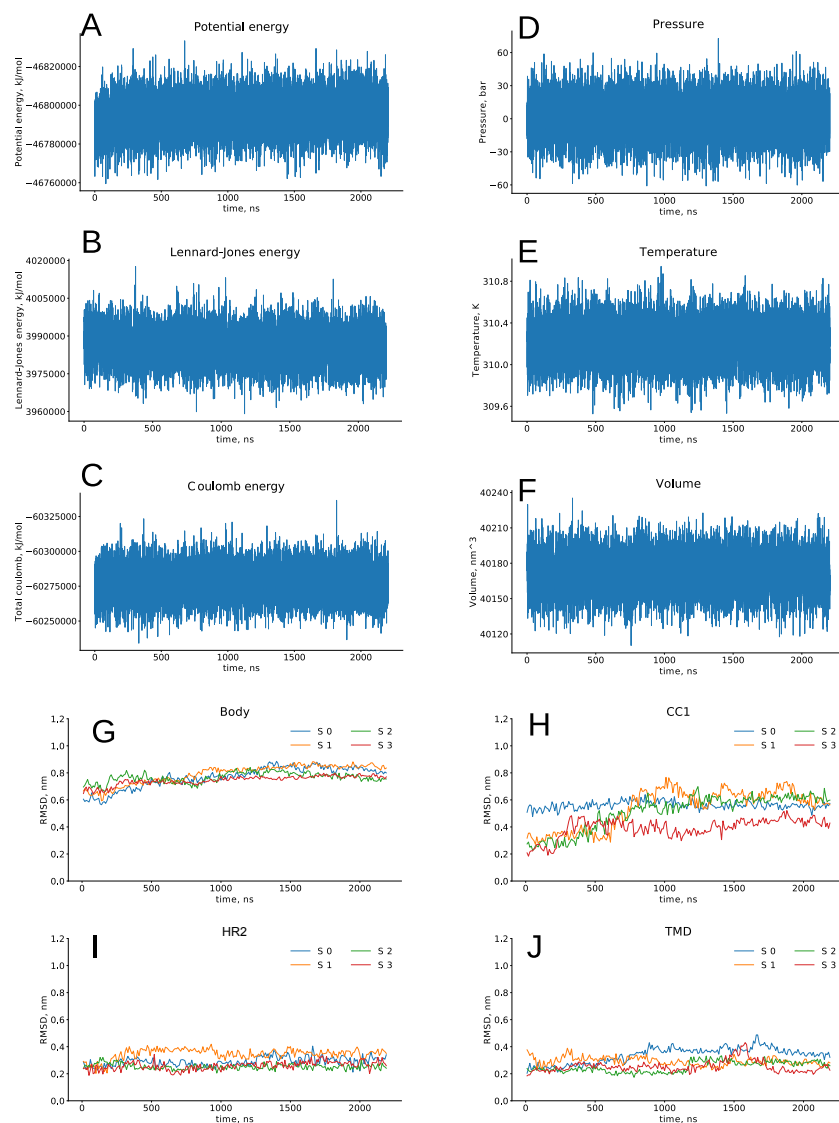 A
Potential energy
Potential energy, kJ/mol
−46820000
−46800000
−46780000
−46760000
0 500 1000 1500 2000
time, ns
D
Pressure
Pressure, bar
60
30
0
−30
−60
0 500 1000 1500 2000
time, ns
B
Lennard-Jones energy
Lennard-Jones energy, kJ/mol
4020000
4005000
3990000
3975000
3960000
0 500 1000 1500 2000
time, ns
E
Temperature
Temperature, K
310.8
310.4
310.0
309.6
0 500 1000 1500 2000
time, ns
C
Coulomb energy
Total coulomb, kJ/mol
−60325000
−60300000
−60275000
−60250000
0 500 1000 1500 2000
time, ns
F
Volume
Volume, nm^3
40240
40210
40180
40150
40120
0 500 1000 1500 2000
time, ns
G
Body
S 0 S 2
S 1 S 3
RMSD, nm
1,2
1,0
0,8
0,6
0,4
0,2
0,0
0 500 1000 1500 2000
time, ns
H
CC1
S 0 S 2
S 1 S 3
RMSD, nm
1,2
1,0
0,8
0,6
0,4
0,2
0,0
0 500 1000 1500 2000
time, ns
I
HR2
S 0 S 2
S 1 S 3
RMSD, nm
1,2
1,0
0,8
0,6
0,4
0,2
0,0
0 500 1000 1500 2000
time, ns
J
TMD
S 0 S 2
S 1 S 3
RMSD, nm
1,2
1,0
0,8
0,6
0,4
0,2
0,0
0 500 1000 1500 2000
time, ns